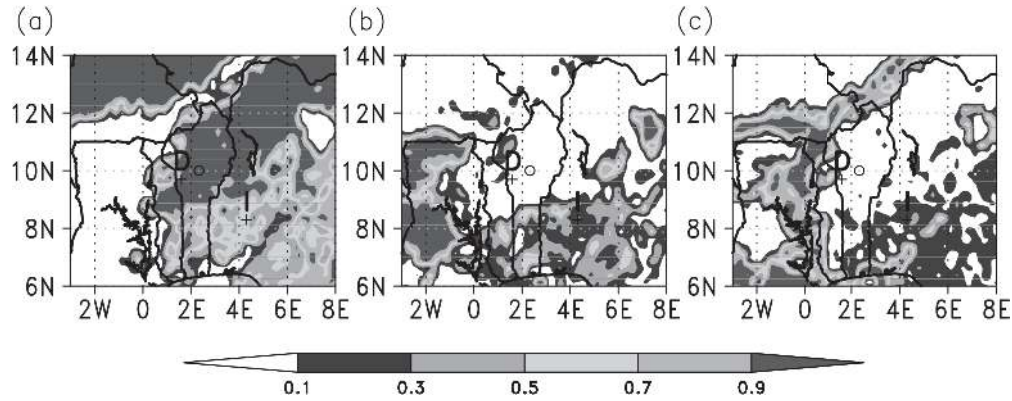 (a) (b) (c)
14N 14N 14N
12N 12N 12N
10N D 10N D 10N D
8N I 8N I 8N I
6N 6N 6N
2W 0 2E 4E 6E 8E 2W 0 2E 4E 6E 8E 2W 0 2E 4E 6E 8E
0.1 0.3 0.5 0.7 0.9